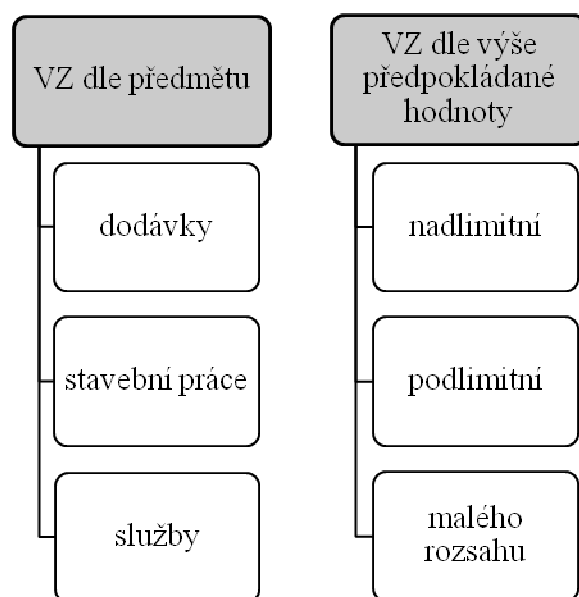 VZ dle předmětu
dodávky
stavební práce
služby
VZ dle výše
předpokládané
hodnoty
nadlimitní
podlimitní
malého
rozsahu